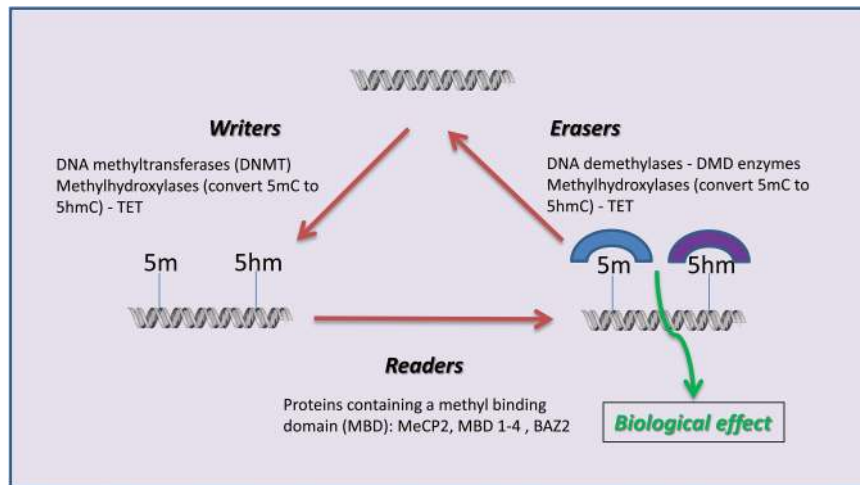 Writers
Erasers
DNA methyltransferases (DNMT)
Methylhydroxylases (convert 5mC to
5hmC) - TET
DNA demethylases - DMD enzymes
Methylhydroxylases (convert 5mC to
5hmC) - TET
5m
5hm
5m
5hm
Readers
Proteins containing a methyl binding
domain (MBD): MeCP2, MBD 1-4 , BAZ2
Biological effect